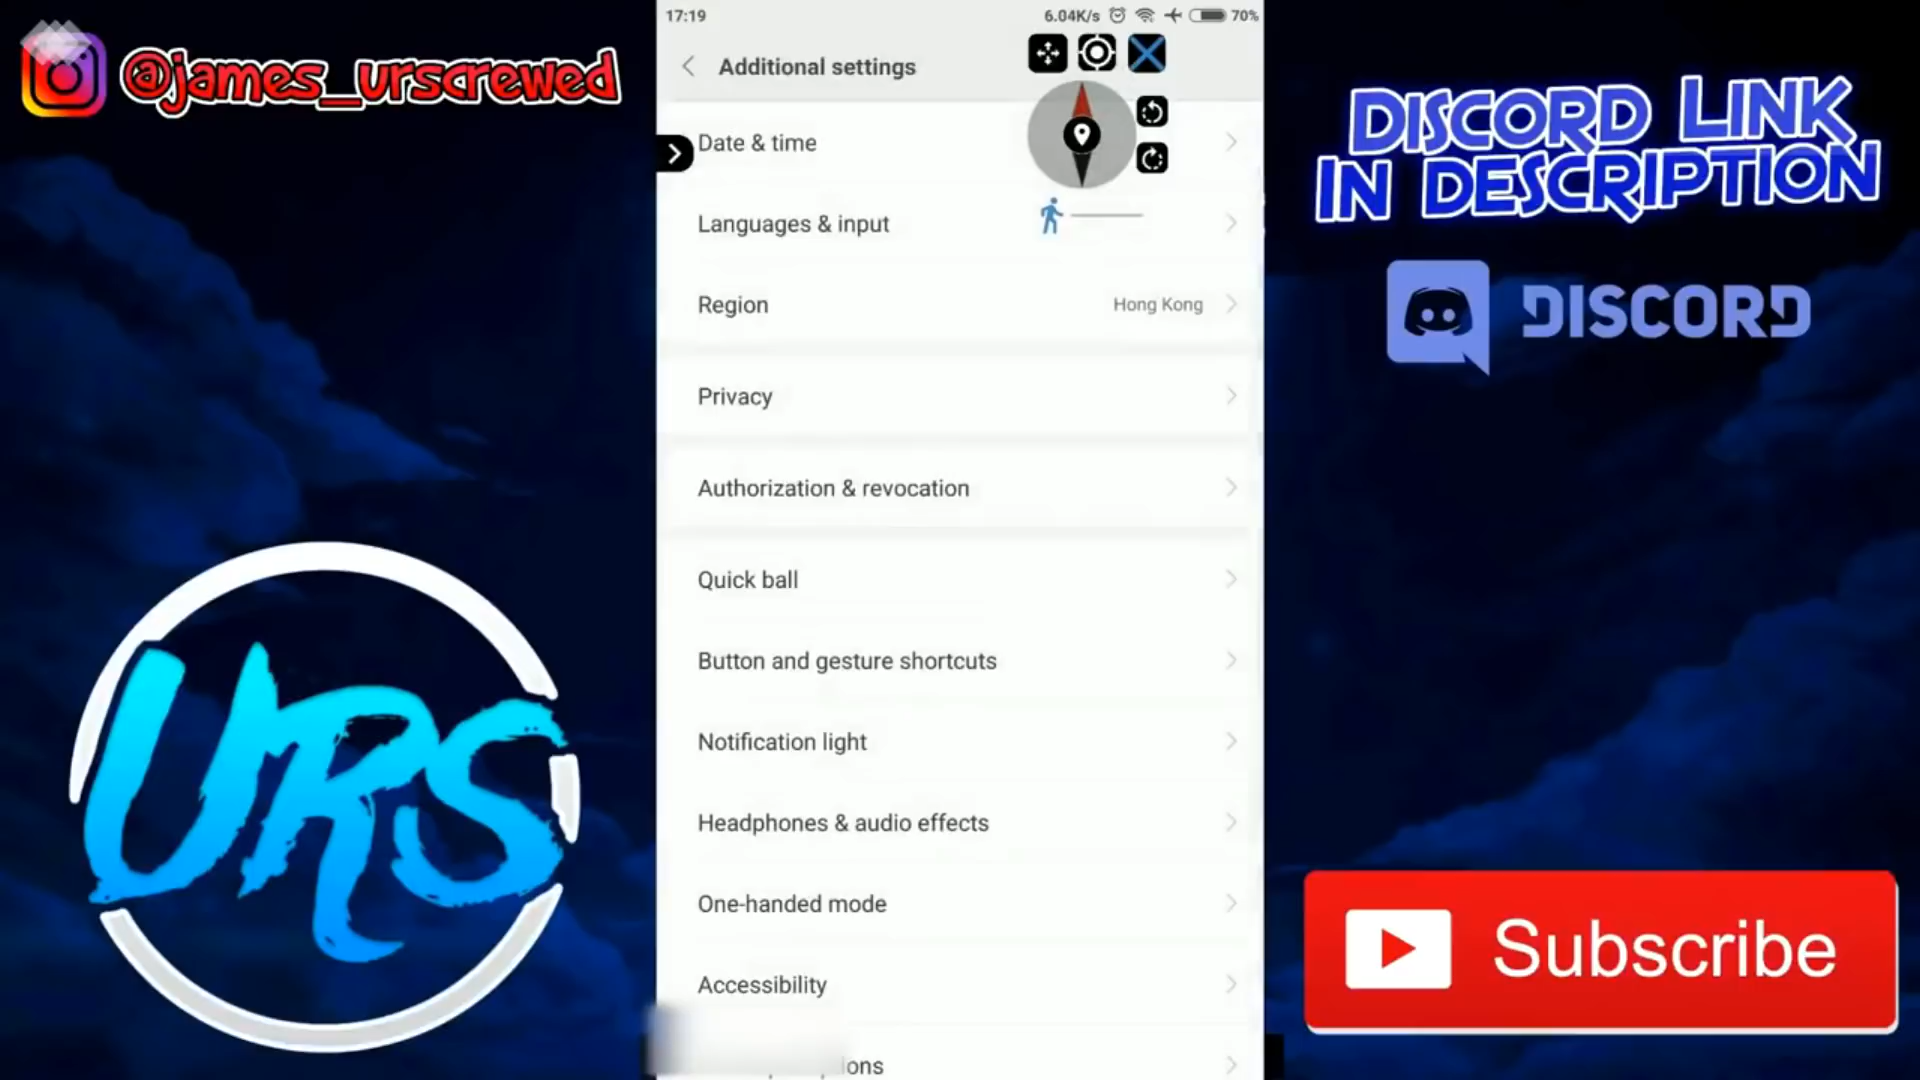 @james_urscrewed
17:19
6.04K/s
70%
Additional settings
Date & time
Languages & input
Region
Hong Kong
Privacy
Authorization & revocation
Quick ball
Button and gesture shortcuts
Notification light
Headphones & audio effects
One-handed mode
Accessibility
DISCORD LINK
IN DESCRIPTION
DISCORD
URS
Subscribe